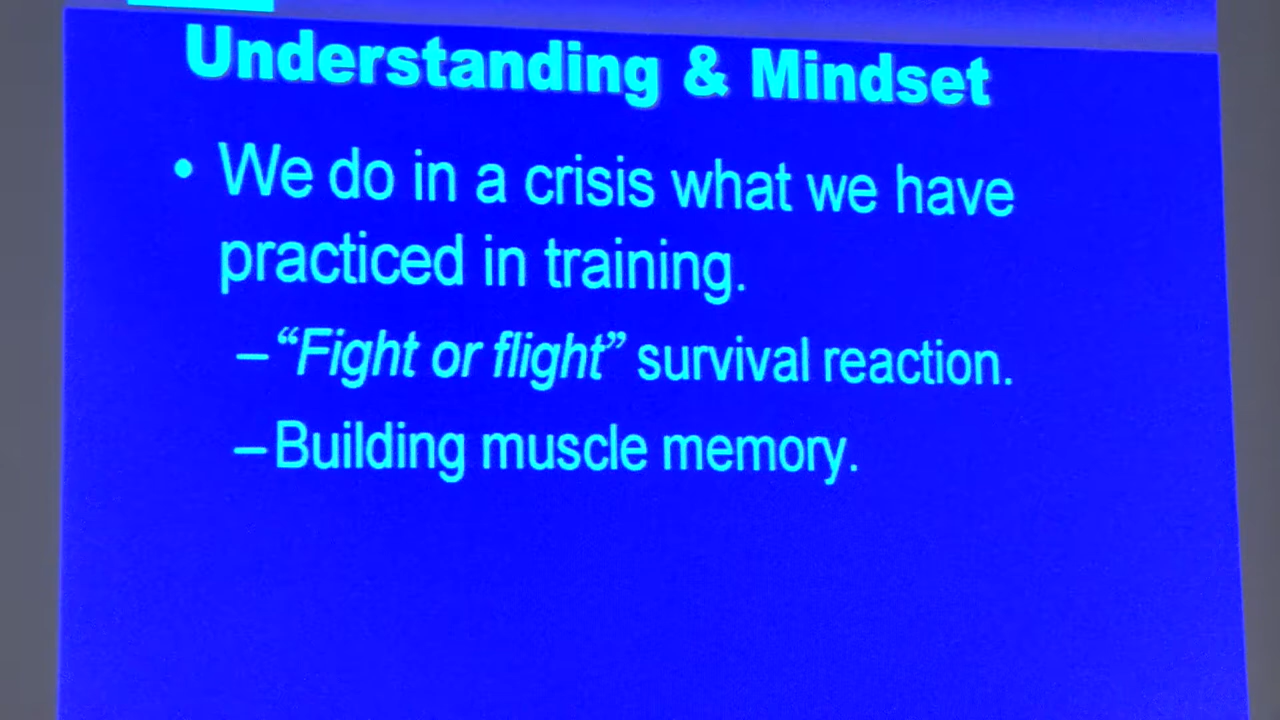 Understanding & Mindset
• We do in a crisis what we have
practiced in training.
–“Fight or flight” survival reaction.
–Building muscle memory.